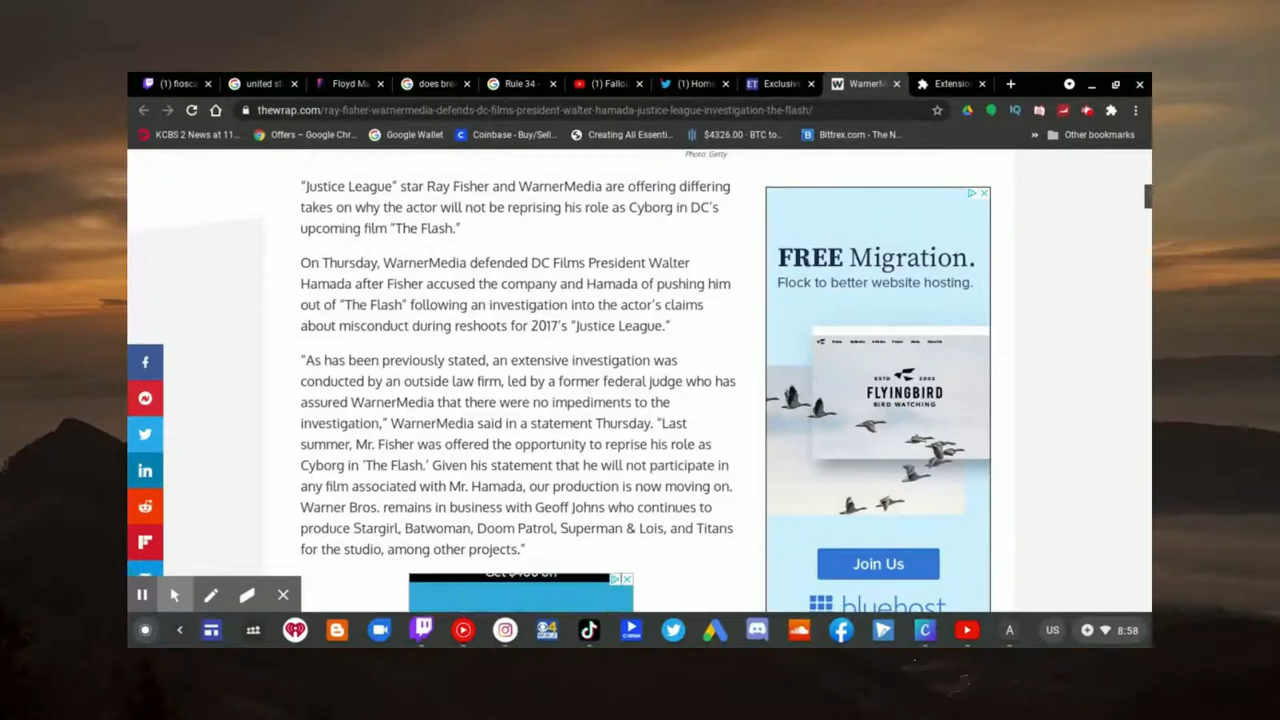 (1) fiosca
united st
Floyd Ma
does bre
Rule 34 -
(1) Fallou
(1) Home
Exclusiv
WarnerM
Extensio
thewrap.com/ray-fisher-warnermedia-defends-dc-films-president-walter-hamada-justice-league-investigation-the-flash/
KCBS 2 News at 11...
Offers – Google Chr...
Google Wallet
Coinbase - Buy/Sell...
Creating All Essenti...
$4326.00 - BTC to...
Bittrex.com - The N...
Other bookmarks
Photo: Getty
“Justice League” star Ray Fisher and WarnerMedia are offering differing
takes on why the actor will not be reprising his role as Cyborg in DC’s
upcoming film “The Flash.”
On Thursday, WarnerMedia defended DC Films President Walter
Hamada after Fisher accused the company and Hamada of pushing him
out of “The Flash” following an investigation into the actor’s claims
about misconduct during reshoots for 2017’s “Justice League.”
“As has been previously stated, an extensive investigation was
conducted by an outside law firm, led by a former federal judge who has
assured WarnerMedia that there were no impediments to the
investigation,” WarnerMedia said in a statement Thursday. “Last
summer, Mr. Fisher was offered the opportunity to reprise his role as
Cyborg in ‘The Flash.’ Given his statement that he will not participate in
any film associated with Mr. Hamada, our production is now moving on.
Warner Bros. remains in business with Geoff Johns who continues to
produce Stargirl, Batwoman, Doom Patrol, Superman & Lois, and Titans
for the studio, among other projects.”
FREE Migration.
Flock to better website hosting.
ESTD 2003
FLYINGBIRD
BIRD WATCHING
Join Us
bluehost
US
8:58